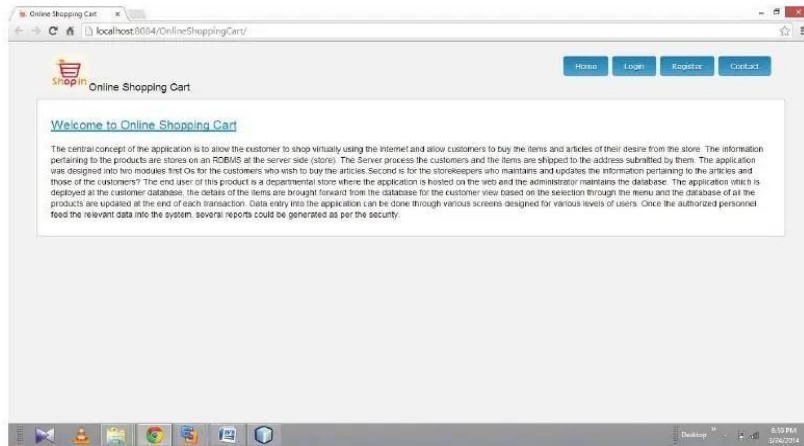 Online Shopping Cart
localhost:8084/OnlineShoppingCart/
Shopin
Online Shopping Cart
Home Login Register Contact
Welcome to Online Shopping Cart
The central concept of the application is to allow the customer to shop virtually using the Internet and allow customers to buy the items and articles of their desire from the store. The information
pertaining to the products are stores on an RDBMS at the server side (store). The Server process the customers and the items are shipped to the address submitted by them. The application
was designed into two modules first Os for the customers who wish to buy the articles.Second is for the storekeepers who maintains and updates the information pertaining to the articles and
those of the customers? The end user of this product is a departmental store where the application is hosted on the web and the administrator maintains the database. The application which is
deployed at the customer database, the details of the items are brought forward from the database for the customer view based on the selection through the menu and the database of all the
products are updated at the end of each transaction. Data entry into the application can be done through various screens designed for various levels of users. Once the authorized personnel
feed the relevant data into the system, several reports could be generated as per the security.
Desktop